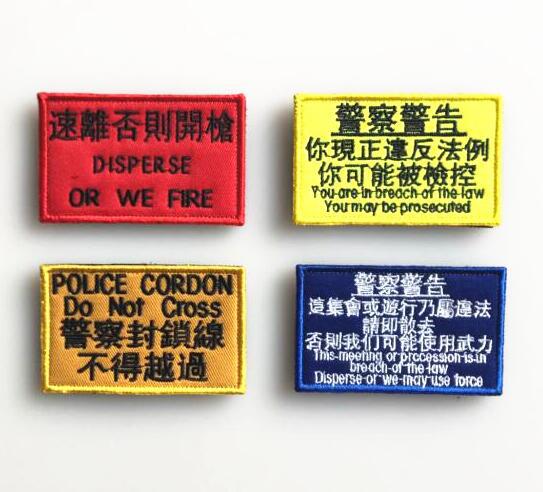 速離否則開槍
DISPERSE
OR WE FIRE
警察警告
你現正違反法例
你可能被檢控
You are in breach of the law
You may be prosecuted
POLICE CORDON
Do Not Cross
警察封鎖線
不得越過
警察警告
這集會或遊行乃屬違法
請即散去
否則我们可能使用武力
This meeting or prccession is in
breach of the law
Disperse or we may use force